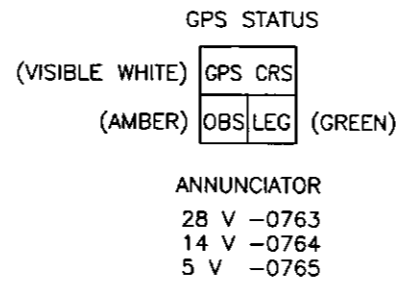 GPS STATUS
(VISIBLE WHITE) GPS CRS
(AMBER) OBS LEG (GREEN)
ANNUNCIATOR
28 V -0763
14 V -0764
5 V -0765